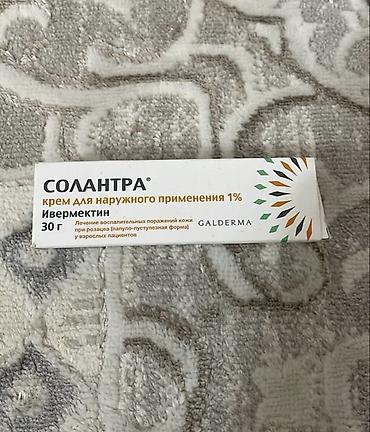 СОЛАНТРА®
крем для наружного применения 1%
Ивермектин
30 г
Лечение воспалительных поражений кожи
при розацеа (папуло-пустулезная форма)
у взрослых пациентов
GALDERMA